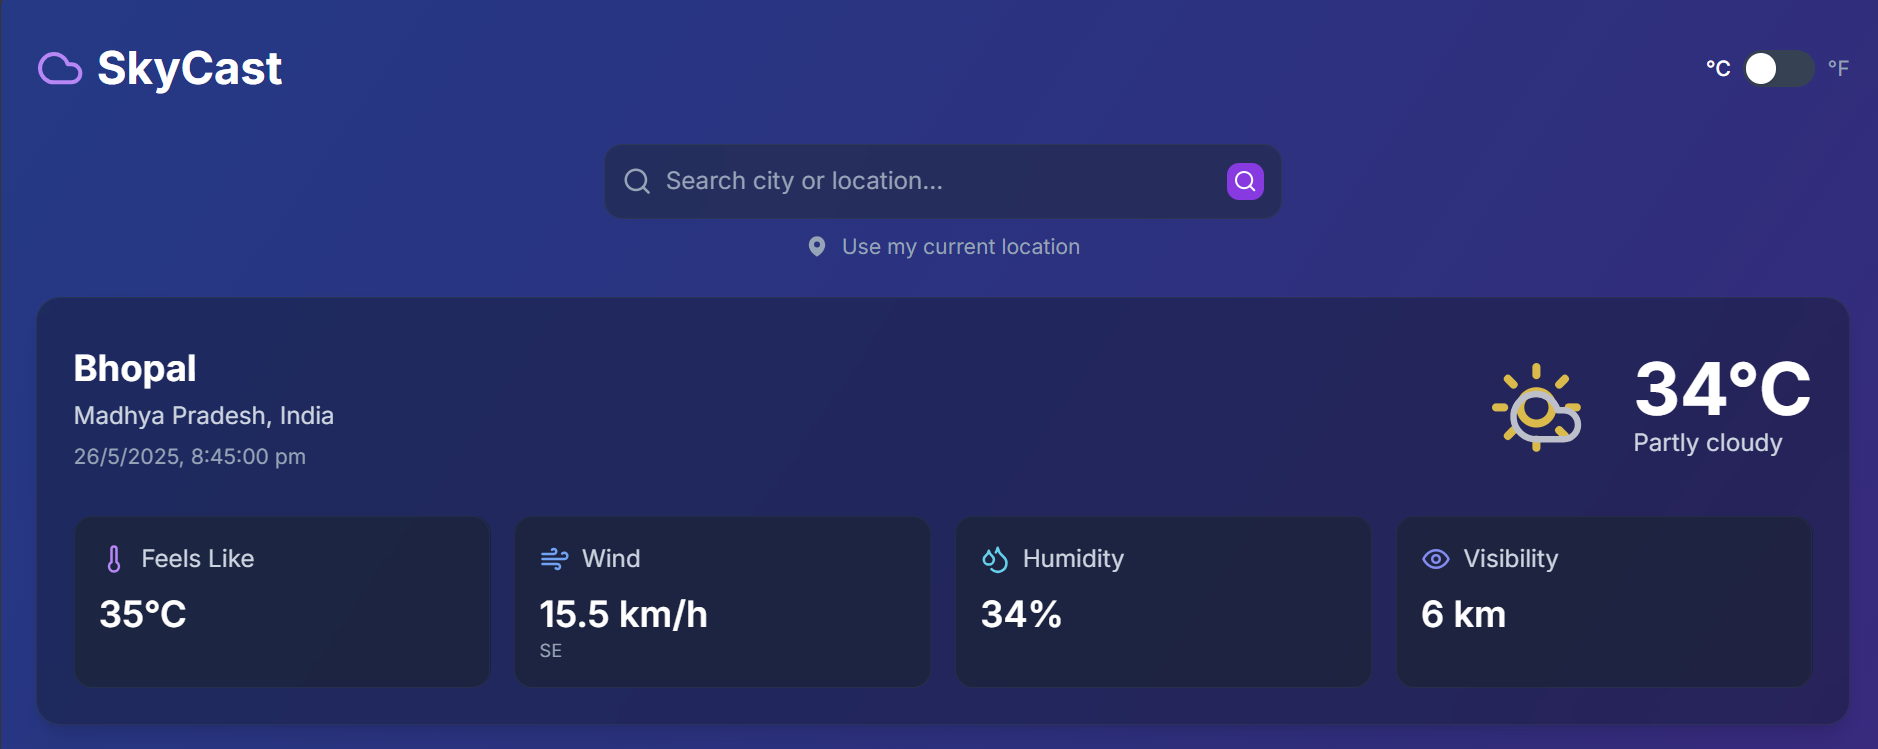 SkyCast
°C °F
Search city or location...
Use my current location
Bhopal
Madhya Pradesh, India
26/5/2025, 8:45:00 pm
34°C
Partly cloudy
Feels Like
35°C
Wind
15.5 km/h
SE
Humidity
34%
Visibility
6 km